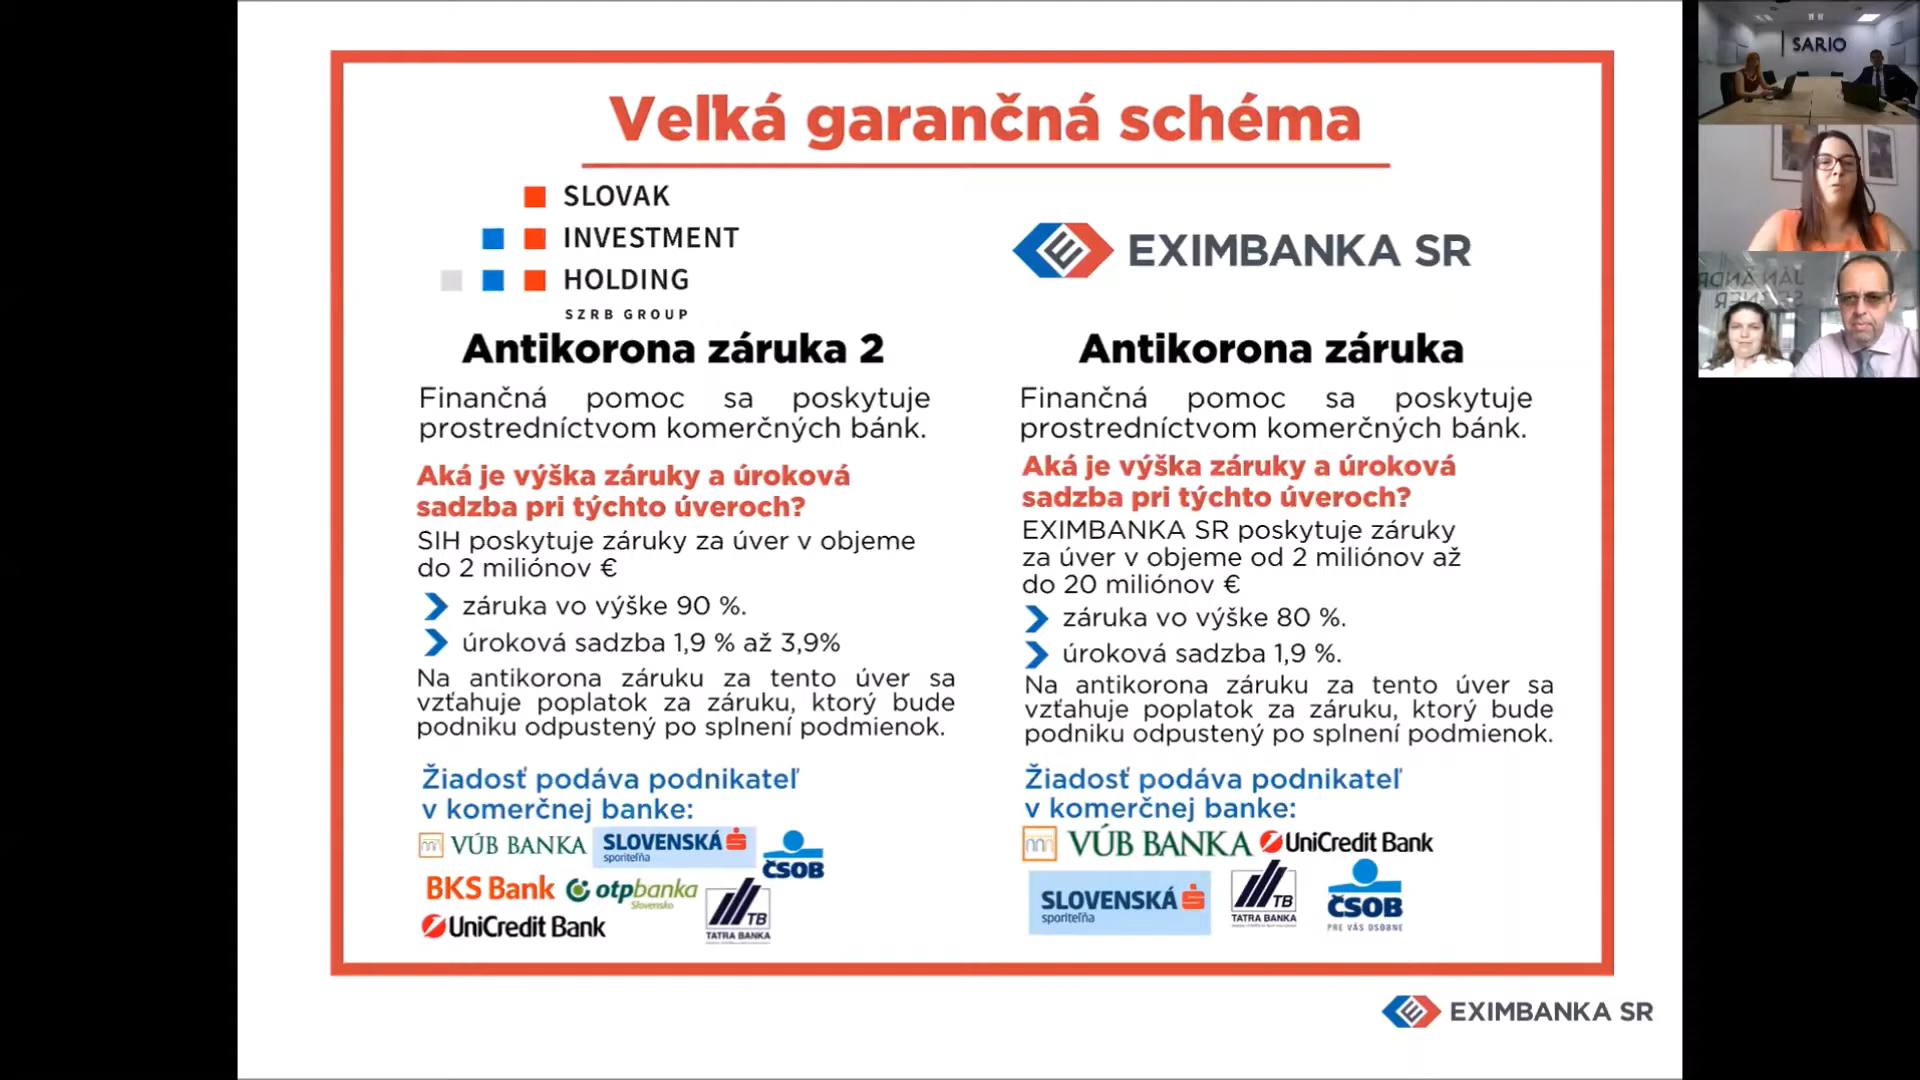 Veľká garančná schéma
SLOVAK
INVESTMENT
HOLDING
SZRB GROUP
Antikorona záruka 2
Finančná pomoc sa poskytuje
prostredníctvom komerčných bánk.
Aká je výška záruky a úroková
sadzba pri týchto úveroch?
SIH poskytuje záruky za úver v objeme
do 2 miliónov €
záruka vo výške 90 %.
úroková sadzba 1,9 % až 3,9%
Na antikorona záruku za tento úver sa
vzťahuje poplatok za záruku, ktorý bude
podniku odpustený po splnení podmienok.
Žiadosť podáva podnikateľ
v komerčnej banke:
VÚB BANKA
SLOVENSKÁ
sporiteľňa
ČSOB
BKS Bank
otpbanka
Slovensko
UniCredit Bank
TB
TATRA BANKA
EXIMBANKA SR
Antikorona záruka
Finančná pomoc sa poskytuje
prostredníctvom komerčných bánk.
Aká je výška záruky a úroková
sadzba pri týchto úveroch?
EXIMBANKA SR poskytuje záruky
za úver v objeme od 2 miliónov až
do 20 miliónov €
záruka vo výške 80 %.
úroková sadzba 1,9 %.
Na antikorona záruku za tento úver sa
vzťahuje poplatok za záruku, ktorý bude
podniku odpustený po splnení podmienok.
Žiadosť podáva podnikateľ
v komerčnej banke:
VÚB BANKA
UniCredit Bank
SLOVENSKÁ
sporiteľňa
TB
TATRA BANKA
ČSOB
PRE VÁS OSOBNE
EXIMBANKA SR
SARIO